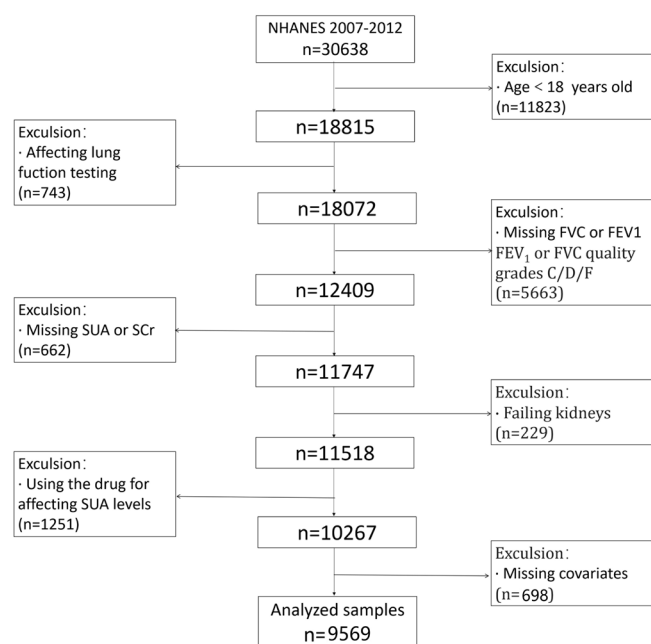 NHANES 2007-2012
n=30638
Exculsion：
· Age < 18 years old
(n=11823)
n=18815
Exculsion：
· Affecting lung
fuction testing
(n=743)
n=18072
Exculsion：
· Missing FVC or FEV1
FEV₁ or FVC quality
grades C/D/F
(n=5663)
n=12409
Exculsion：
· Missing SUA or SCr
(n=662)
n=11747
Exculsion：
· Failing kidneys
(n=229)
n=11518
Exculsion：
· Using the drug for
affecting SUA levels
(n=1251)
n=10267
Exculsion：
· Missing covariates
(n=698)
Analyzed samples
n=9569